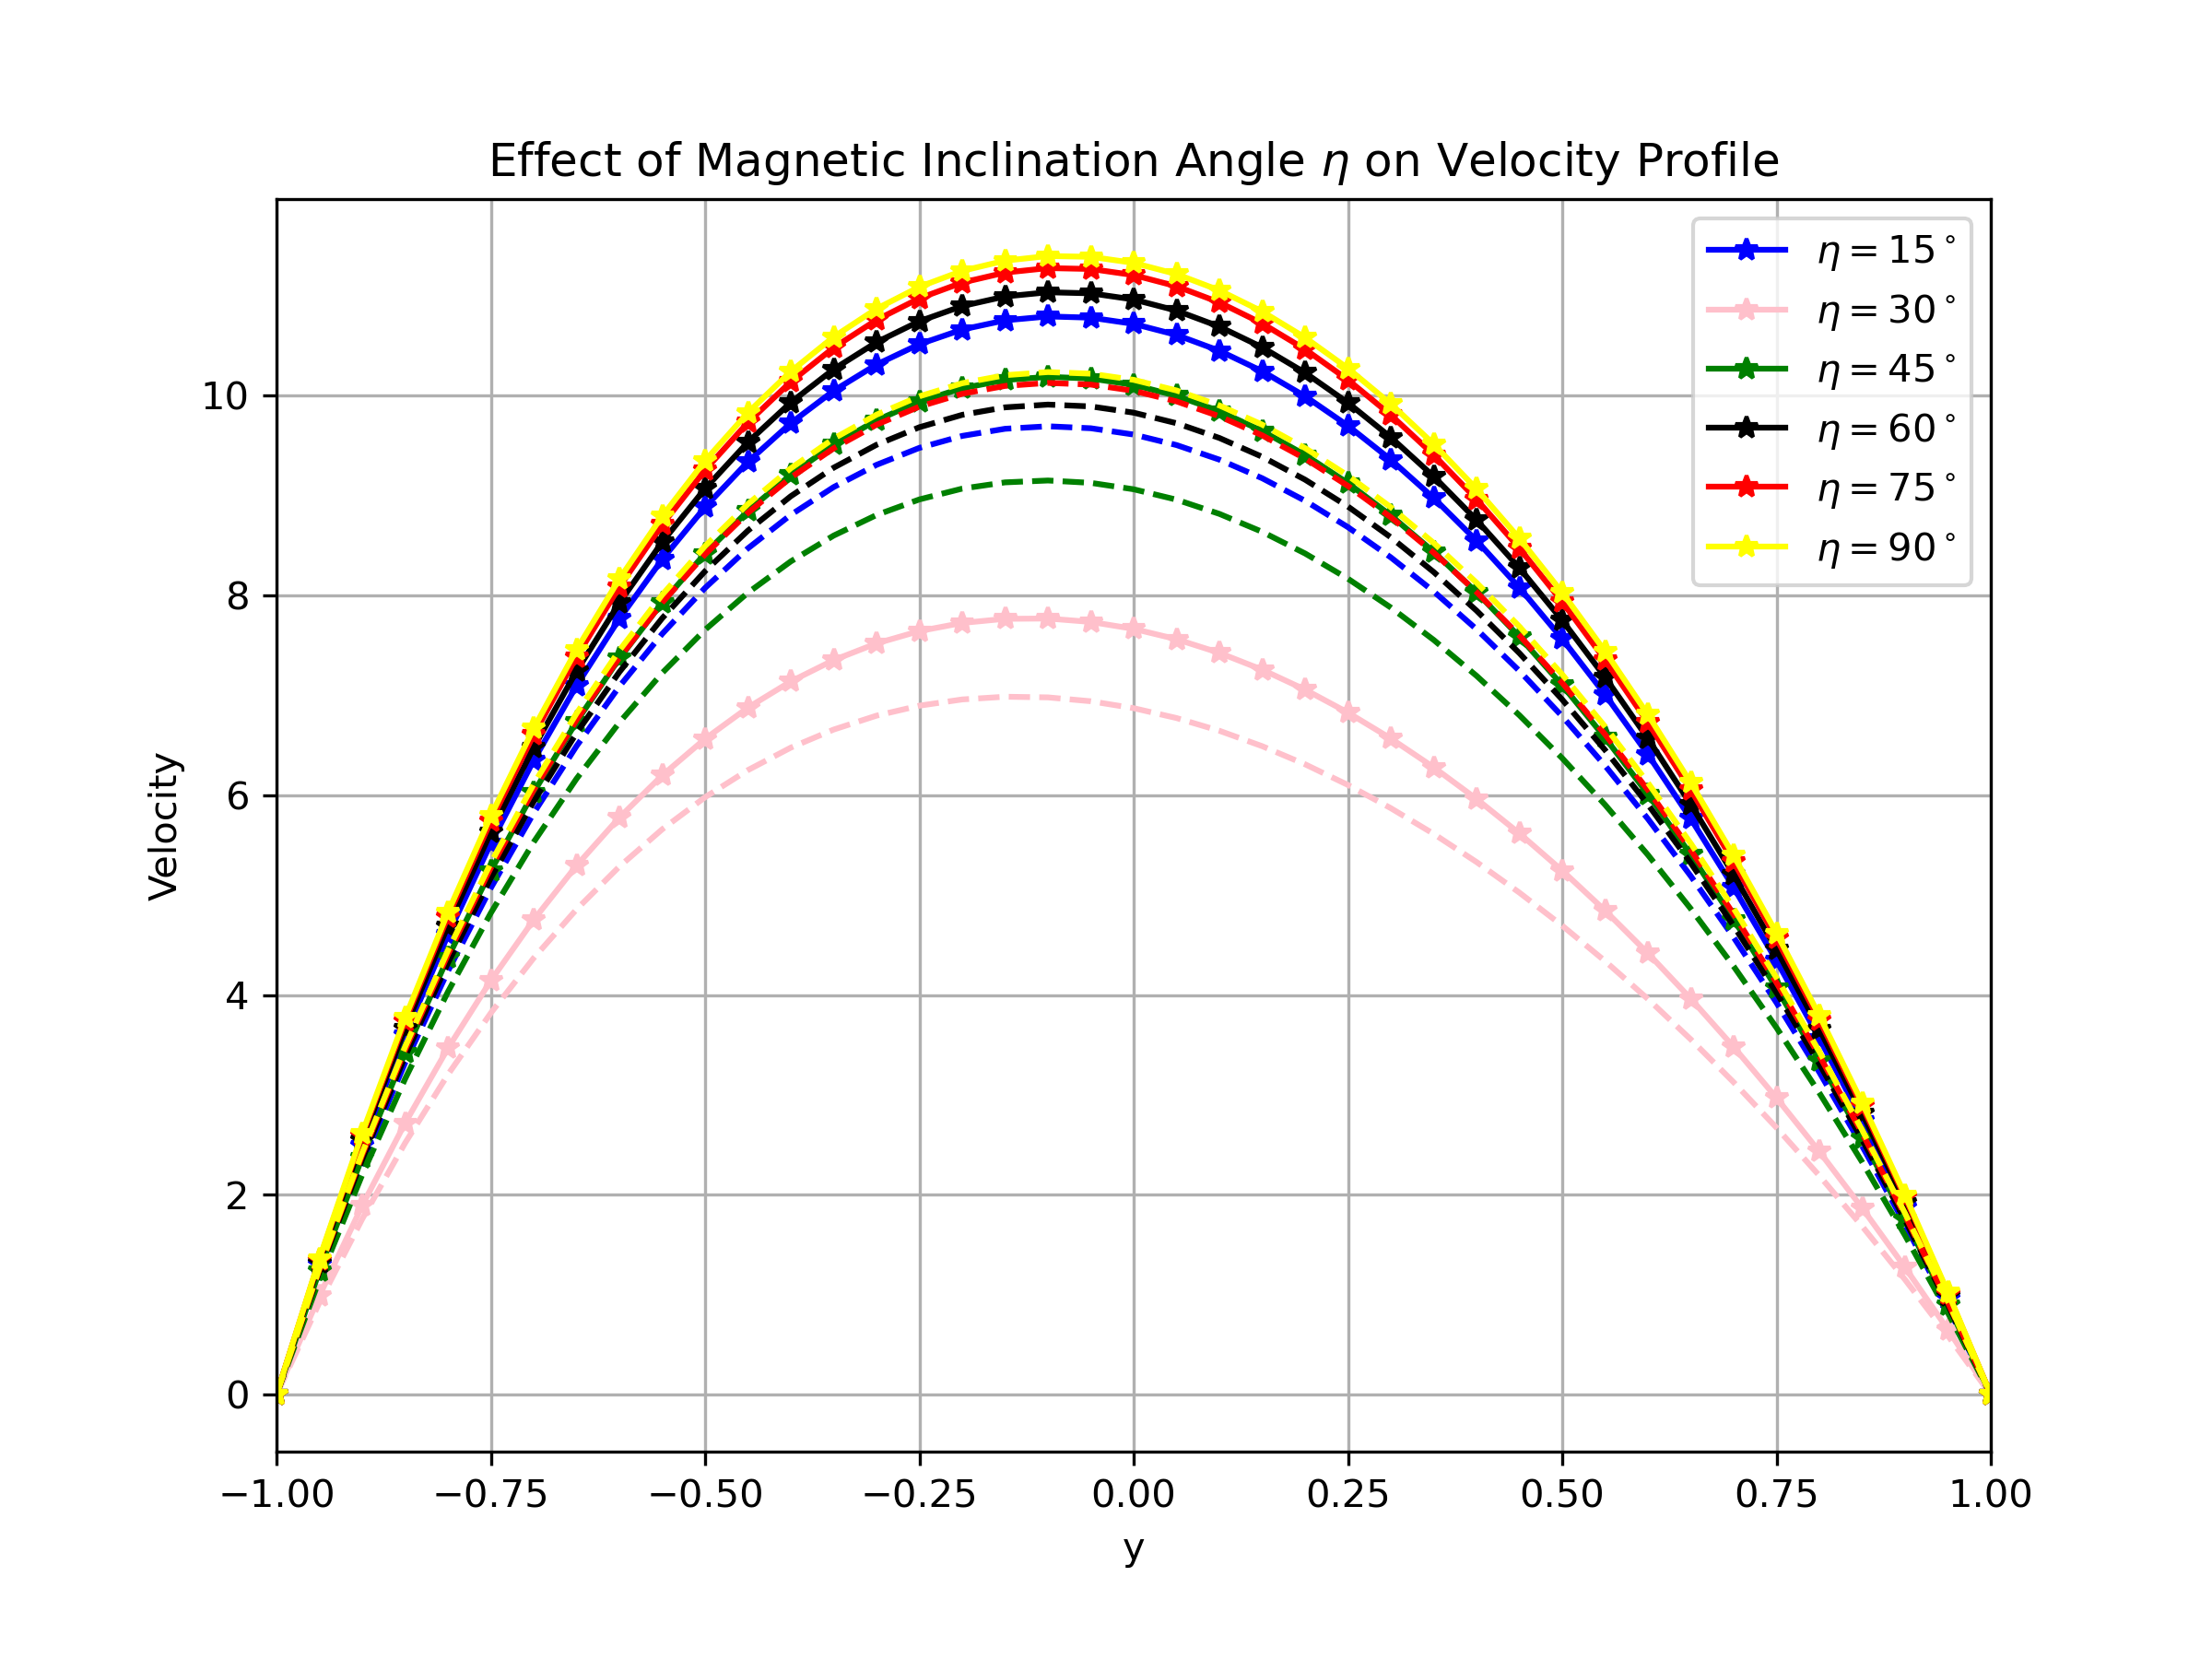 Effect of Magnetic Inclination Angle η on Velocity Profile
η = 15°
η = 30°
η = 45°
η = 60°
η = 75°
η = 90°
10
8
6
4
2
0
Velocity
−1.00 −0.75 −0.50 −0.25 0.00 0.25 0.50 0.75 1.00
y